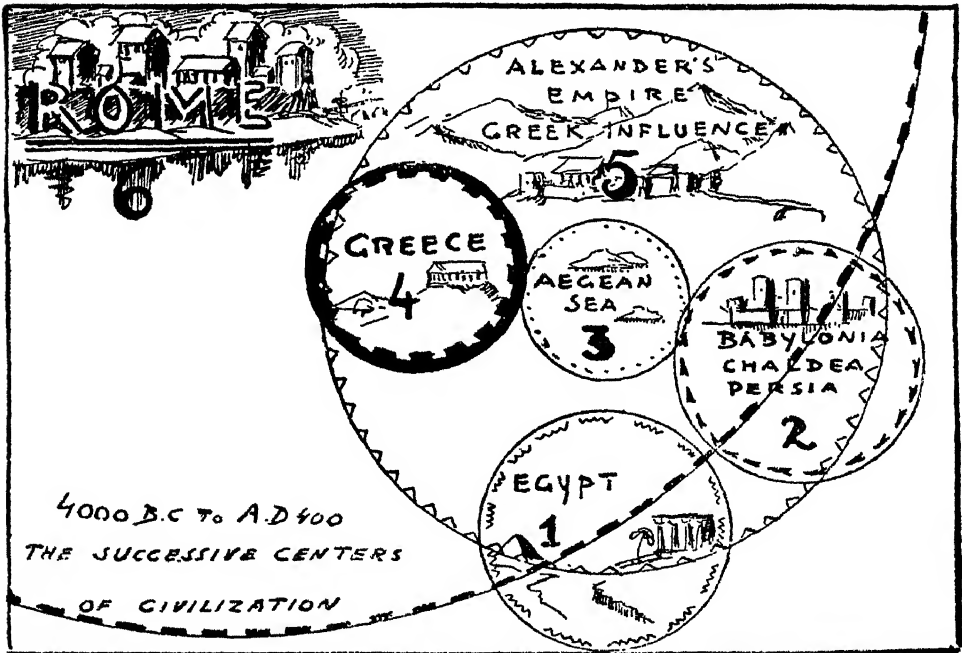 ROME
6
ALEXANDER'S
EMPIRE
GREEK INFLUENCE
5
GREECE
4
AEGEAN
SEA
3
BABYLONIA
CHALDEA
PERSIA
2
EGYPT
1
4000 B.C TO A.D 400
THE SUCCESSIVE CENTERS
OF CIVILIZATION